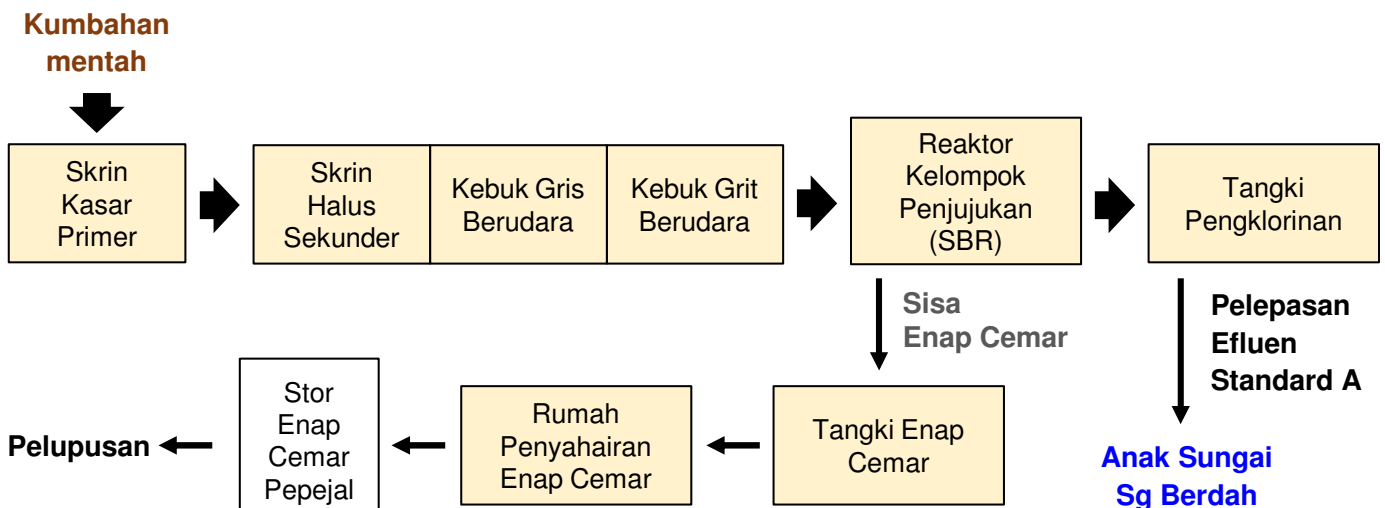 Kumbahan
mentah
Skrin
Kasar
Primer
Skrin
Halus
Sekunder
Kebuk Gris
Berudara
Kebuk Grit
Berudara
Reaktor
Kelompok
Penjujukan
(SBR)
Tangki
Pengklorinan
Sisa
Enap Cemar
Pelepasan
Efluen
Standard A
Pelupusan
Stor
Enap
Cemar
Pepejal
Rumah
Penyahairan
Enap Cemar
Tangki Enap
Cemar
Anak Sungai
Sg Berdah